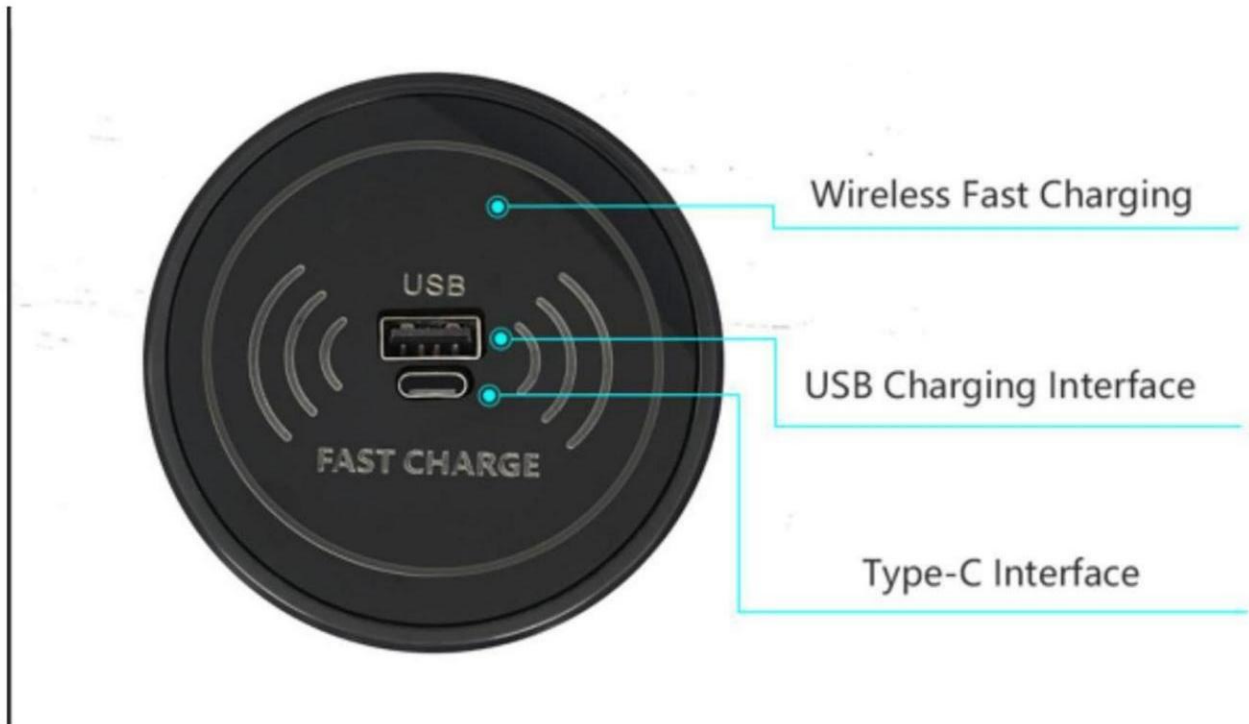 Wireless Fast Charging
USB
USB Charging Interface
FAST CHARGE
Type-C Interface